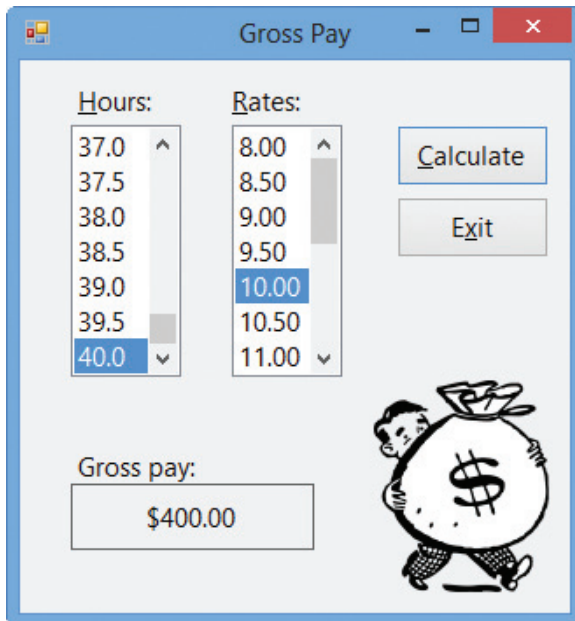 Gross Pay
Hours:
Rates:
37.0
37.5
38.0
38.5
39.0
39.5
40.0
8.00
8.50
9.00
9.50
10.00
10.50
11.00
Calculate
Exit
Gross pay:
$400.00
$